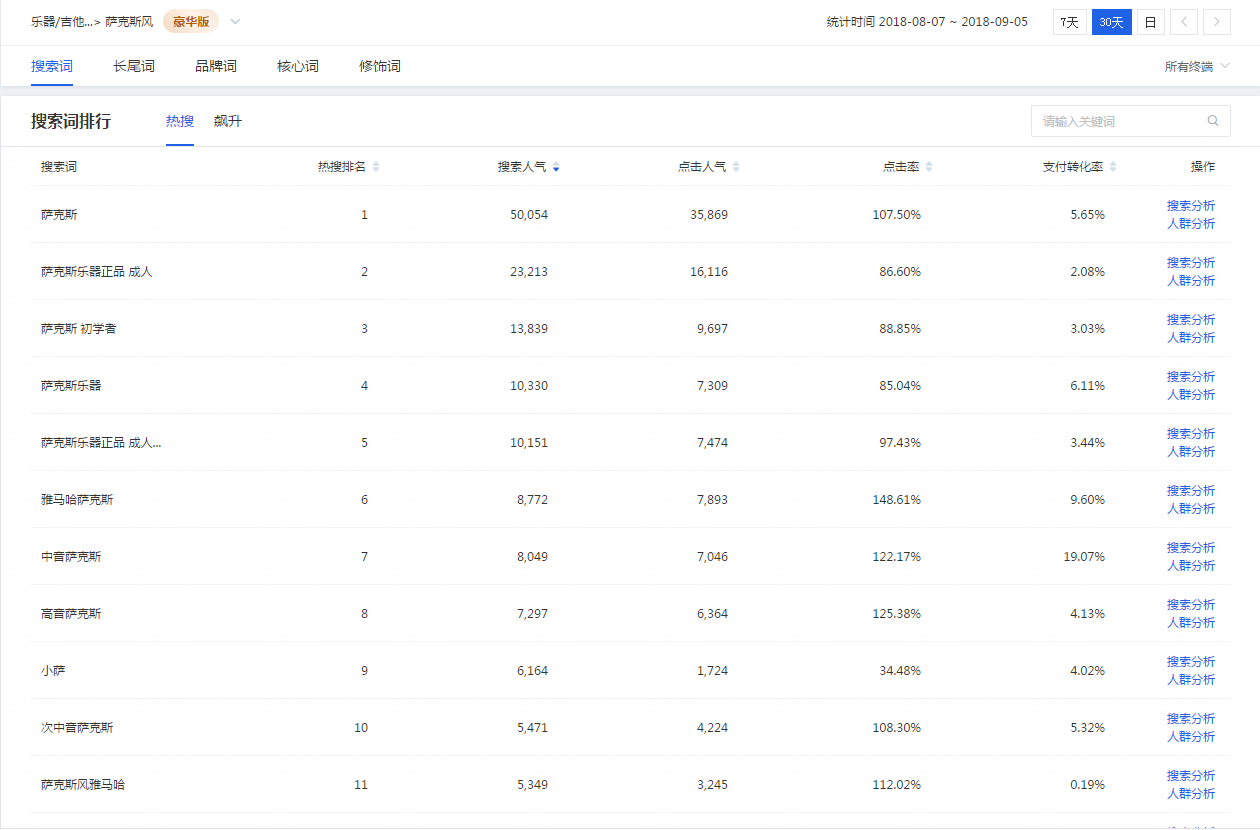 乐器/吉他...> 萨克斯风 豪华版 统计时间 2018-08-07 ~ 2018-09-05 7天 30天 日
搜索词 长尾词 品牌词 核心词 修饰词 所有终端
搜索词排行 热搜 飙升 请输入关键词
搜索词 热搜排名 搜索人气 点击人气 点击率 支付转化率 操作
萨克斯 1 50,054 35,869 107.50% 5.65% 搜索分析
人群分析
萨克斯乐器正品 成人 2 23,213 16,116 86.60% 2.08% 搜索分析
人群分析
萨克斯 初学者 3 13,839 9,697 88.85% 3.03% 搜索分析
人群分析
萨克斯乐器 4 10,330 7,309 85.04% 6.11% 搜索分析
人群分析
萨克斯乐器正品 成人... 5 10,151 7,474 97.43% 3.44% 搜索分析
人群分析
雅马哈萨克斯 6 8,772 7,893 148.61% 9.60% 搜索分析
人群分析
中音萨克斯 7 8,049 7,046 122.17% 19.07% 搜索分析
人群分析
高音萨克斯 8 7,297 6,364 125.38% 4.13% 搜索分析
人群分析
小萨 9 6,164 1,724 34.48% 4.02% 搜索分析
人群分析
次中音萨克斯 10 5,471 4,224 108.30% 5.32% 搜索分析
人群分析
萨克斯风雅马哈 11 5,349 3,245 112.02% 0.19% 搜索分析
人群分析